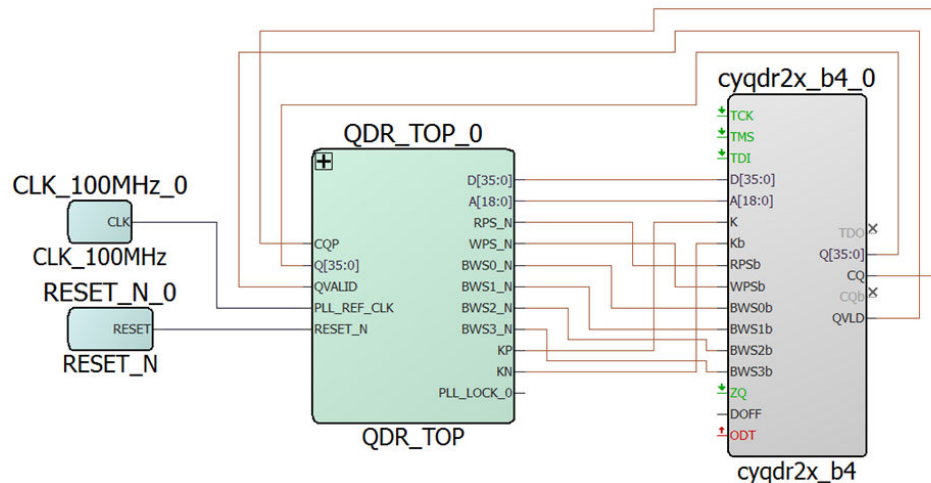 cyqdr2x_b4_0
TCK
TMS
TDI
D[35:0]
A[18:0]
K
Kb
RPSb
WPSb
BWS0b
BWS1b
BWS2b
BWS3b
ZQ
DOFF
ODT
TDO
Q[35:0]
CQ
CQb
QVLD
cyqdr2x_b4
QDR_TOP_0
CQP
Q[35:0]
QVALID
PLL_REF_CLK
RESET_N
D[35:0]
A[18:0]
RPS_N
WPS_N
BWS0_N
BWS1_N
BWS2_N
BWS3_N
KP
KN
PLL_LOCK_0
QDR_TOP
CLK_100MHz_0
CLK
CLK_100MHz
RESET_N_0
RESET
RESET_N